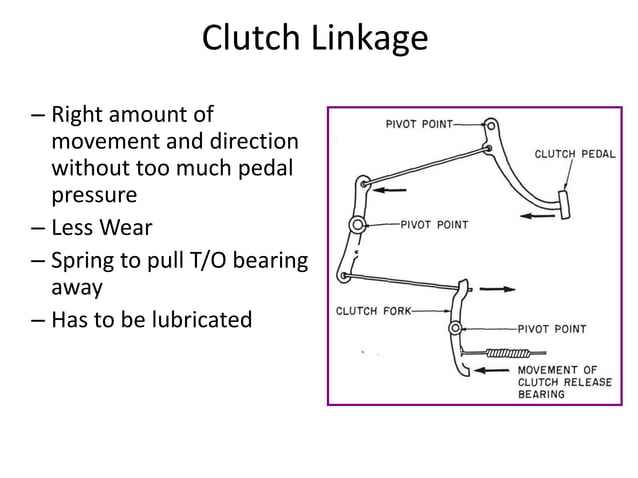 Clutch Linkage
– Right amount of
movement and direction
without too much pedal
pressure
– Less Wear
– Spring to pull T/O bearing
away
– Has to be lubricated
PIVOT POINT
CLUTCH PEDAL
PIVOT POINT
CLUTCH FORK
PIVOT POINT
MOVEMENT OF
CLUTCH RELEASE
BEARING